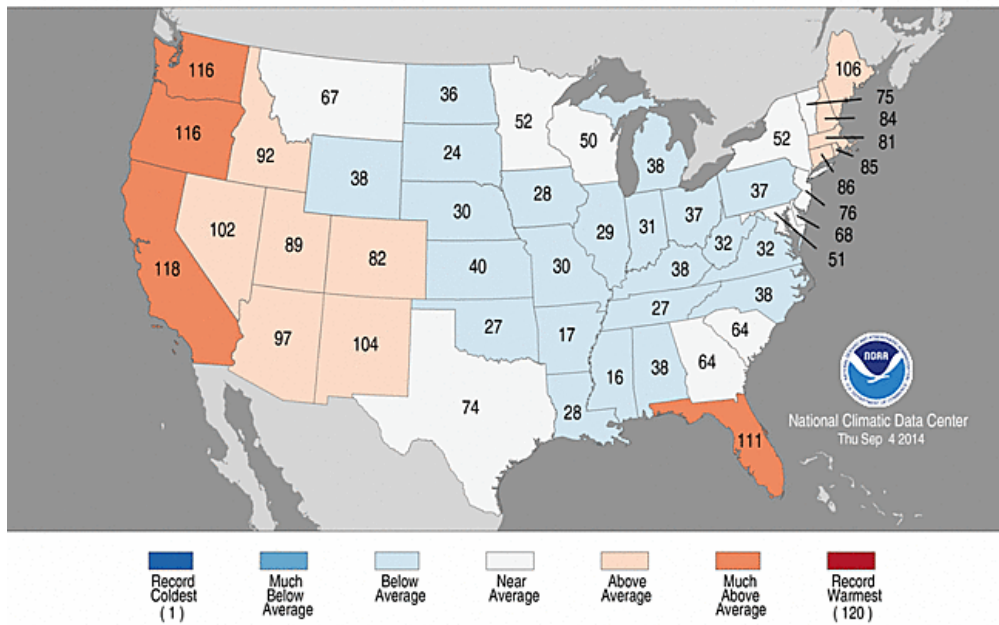 116
67
36
52
106
116
92
38
24
50
38
52
75
84
81
85
86
76
68
51
102
89
82
30
28
29
31
37
37
32
32
118
40
30
38
27
38
97
104
27
17
16
38
64
64
74
28
111
NOAA
National Climatic Data Center
Thu Sep 4 2014
Record
Coldest
( 1 )
Much
Below
Average
Below
Average
Near
Average
Above
Average
Much
Above
Average
Record
Warmest
( 120 )